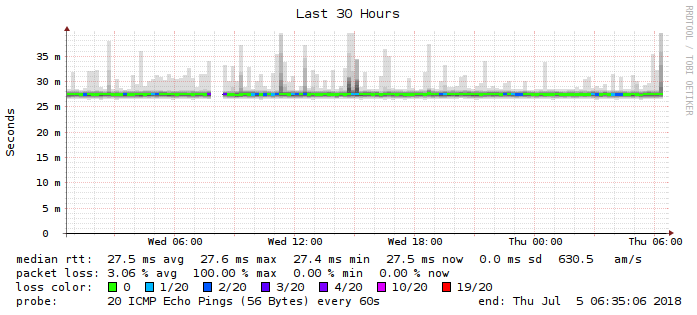 Last 30 Hours
RRDTOOL / TOBI OETIKER
Seconds
35 m
30 m
25 m
20 m
15 m
10 m
5 m
0
Wed 06:00 Wed 12:00 Wed 18:00 Thu 00:00 Thu 06:00
median rtt: 27.5 ms avg 27.6 ms max 27.4 ms min 27.5 ms now 0.0 ms sd 630.5 am/s
packet loss: 3.06 % avg 100.00 % max 0.00 % min 0.00 % now
loss color: 0 1/20 2/20 3/20 4/20 10/20 19/20
probe: 20 ICMP Echo Pings (56 Bytes) every 60s end: Thu Jul 5 06:35:06 2018